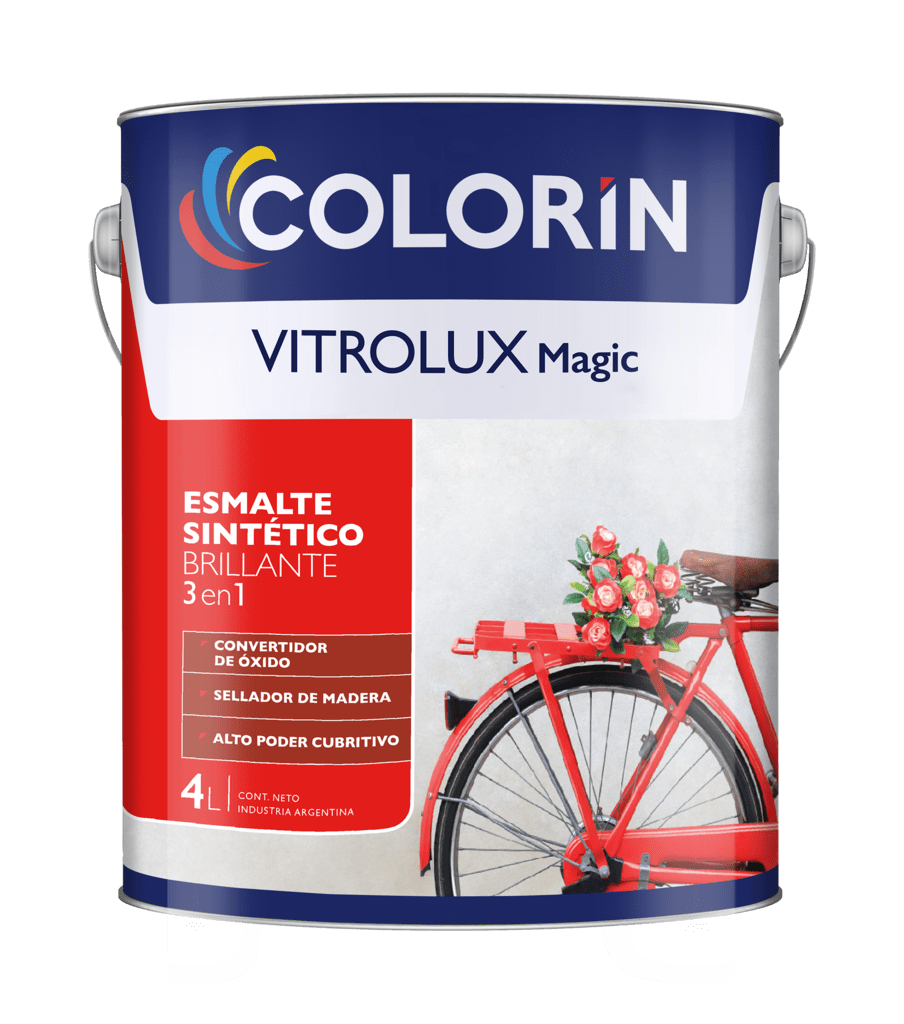 COLORÍN
VITROLUX Magic
ESMALTE
SINTÉTICO
BRILLANTE
3 en 1
CONVERTIDOR
DE ÓXIDO
SELLADOR DE MADERA
ALTO PODER CUBRITIVO
4L
CONT. NETO
INDUSTRIA ARGENTINA